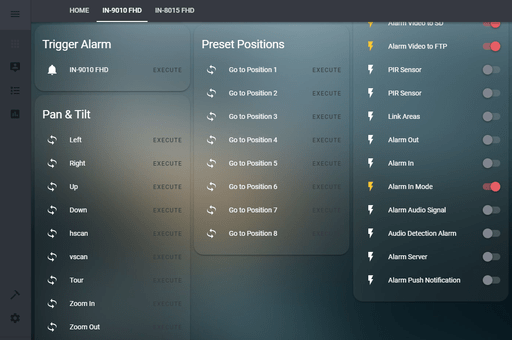 HOME IN-9010 FHD IN-8015 FHD
Trigger Alarm
IN-9010 FHD EXECUTE
Pan & Tilt
Left EXECUTE
Right EXECUTE
Up EXECUTE
Down EXECUTE
hscan EXECUTE
vscan EXECUTE
Tour EXECUTE
Zoom In EXECUTE
Zoom Out EXECUTE
Preset Positions
Go to Position 1 EXECUTE
Go to Position 2 EXECUTE
Go to Position 3 EXECUTE
Go to Position 4 EXECUTE
Go to Position 5 EXECUTE
Go to Position 6 EXECUTE
Go to Position 7 EXECUTE
Go to Position 8 EXECUTE
Alarm Video to SD
Alarm Video to FTP
PIR Sensor
PIR Sensor
Link Areas
Alarm Out
Alarm In
Alarm In Mode
Alarm Audio Signal
Audio Detection Alarm
Alarm Server
Alarm Push Notification